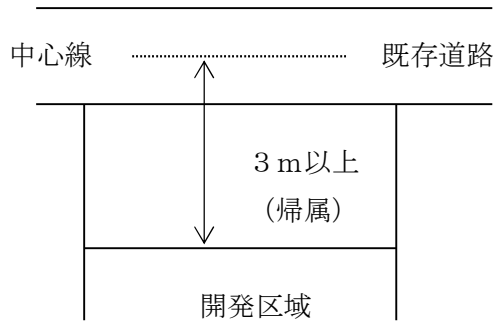 中心線
既存道路
３ｍ以上
（帰属）
開発区域